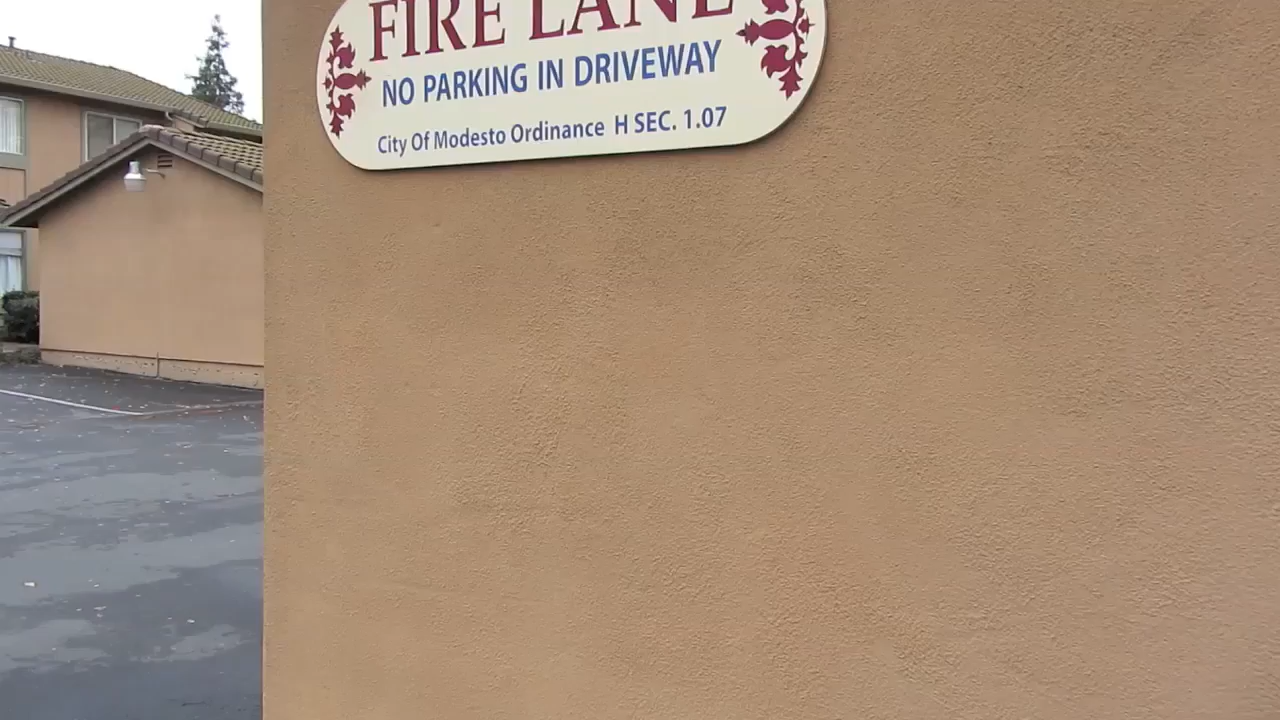 FIRE LANE
NO PARKING IN DRIVEWAY
City Of Modesto Ordinance H SEC. 1.07